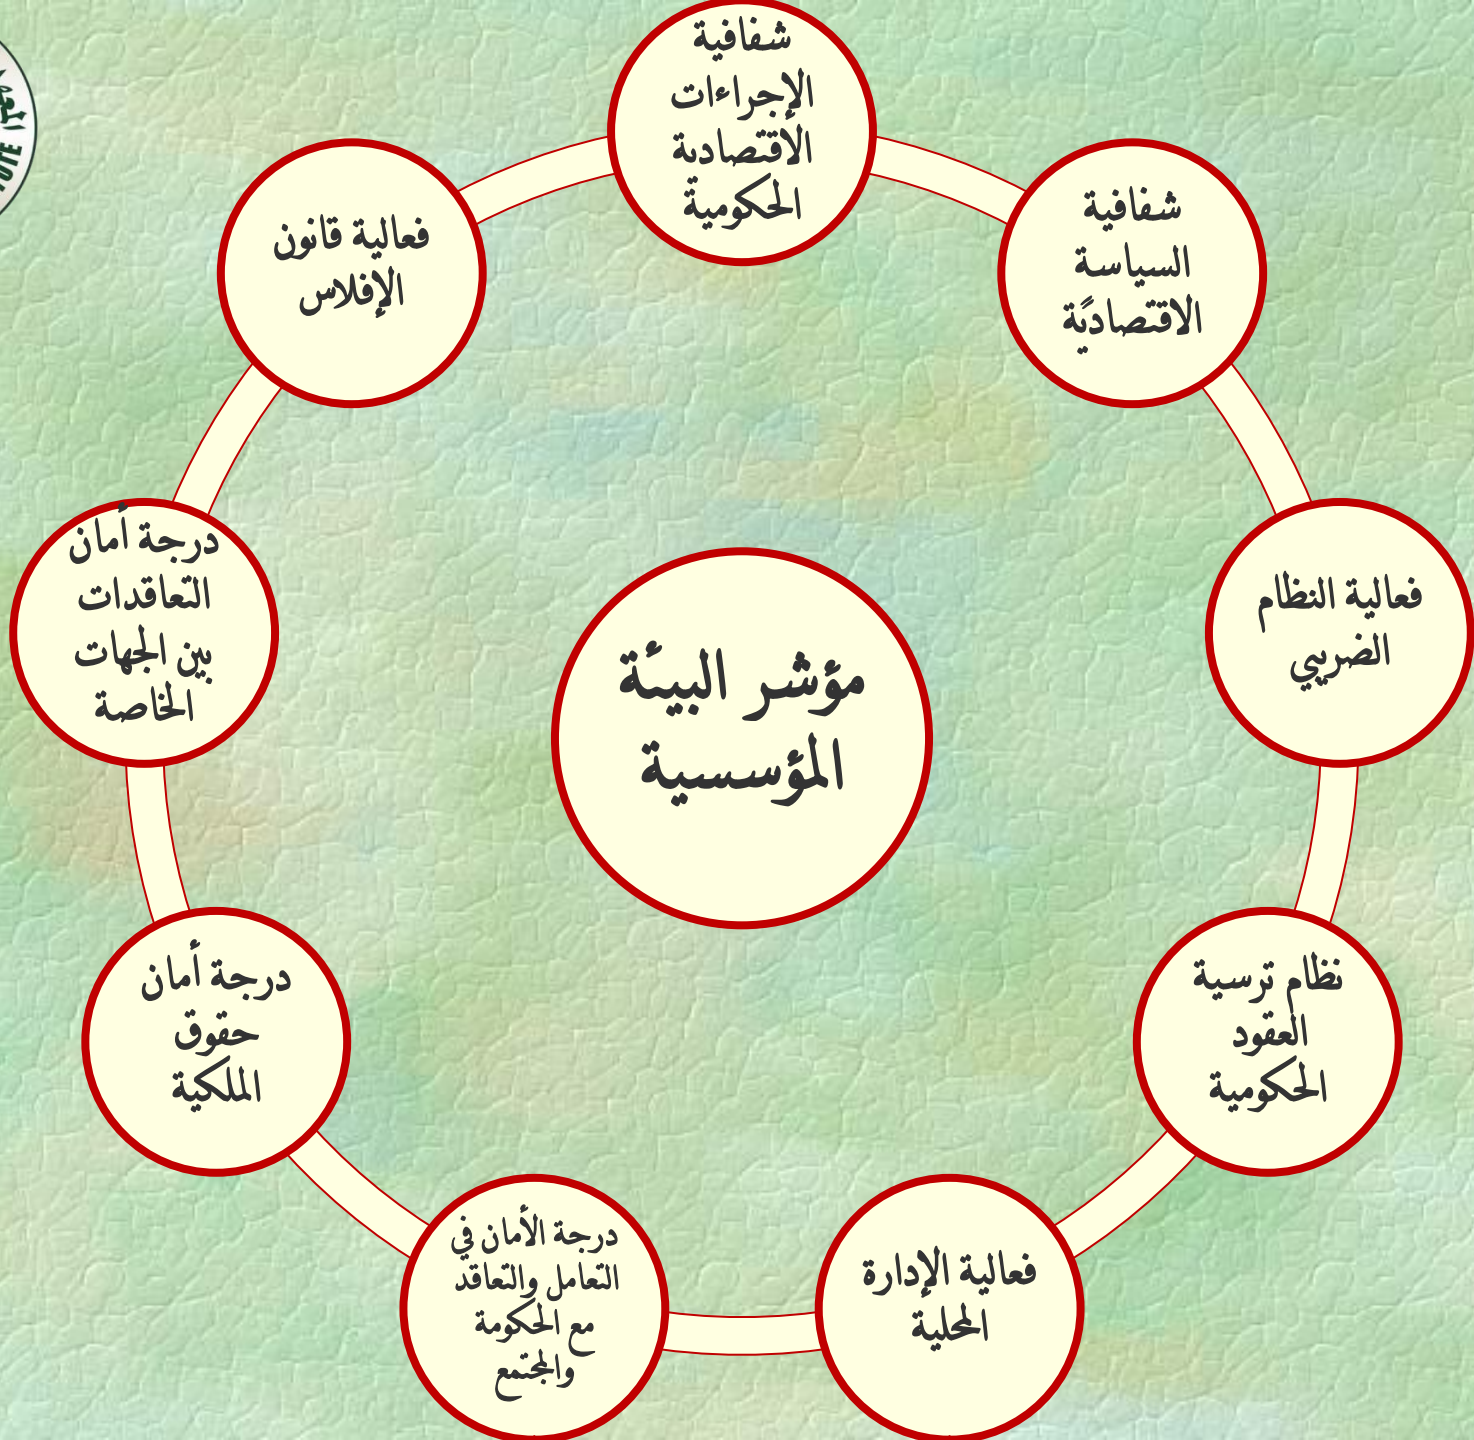 شفافية
الإجراءات
الاقتصادية
الحكومية
شفافية
السياسة
الاقتصادية
فعالية النظام
الضريبي
نظام ترسية
العقود
الحكومية
فعالية الإدارة
المحلية
درجة الأمان في
التعامل والتعاقد
مع الحكومة
والمجتمع
درجة أمان
حقوق
الملكية
درجة أمان
التعاقدات
بين الجهات
الخاصة
فعالية قانون
الإفلاس
مؤشر البيئة
المؤسسية